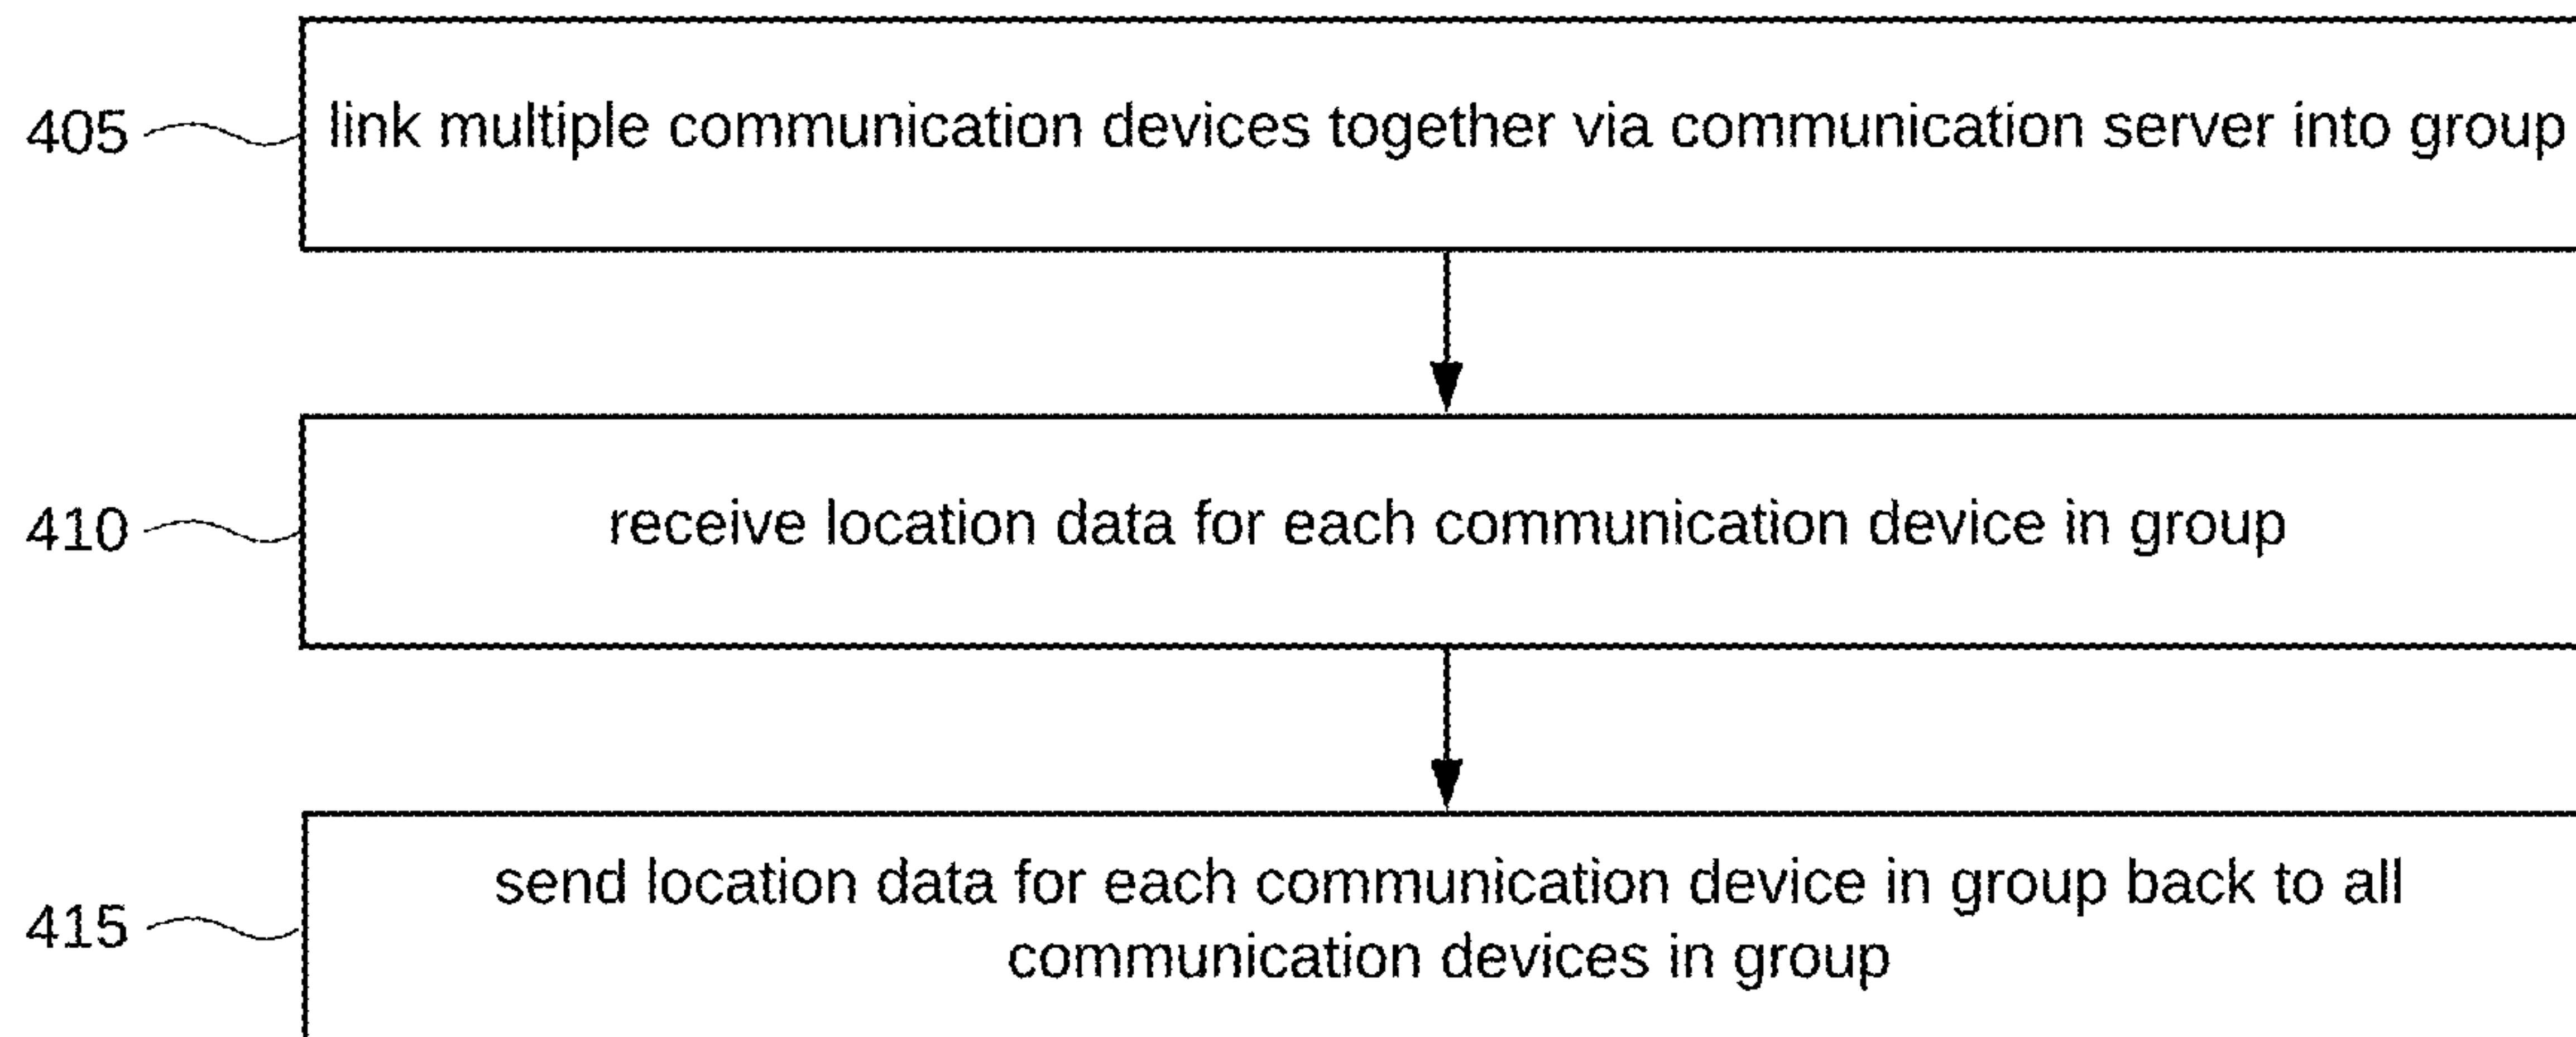 405 link multiple communication devices together via communication server into group
410 receive location data for each communication device in group
send location data for each communication device in group back to all
415
communication devices in group